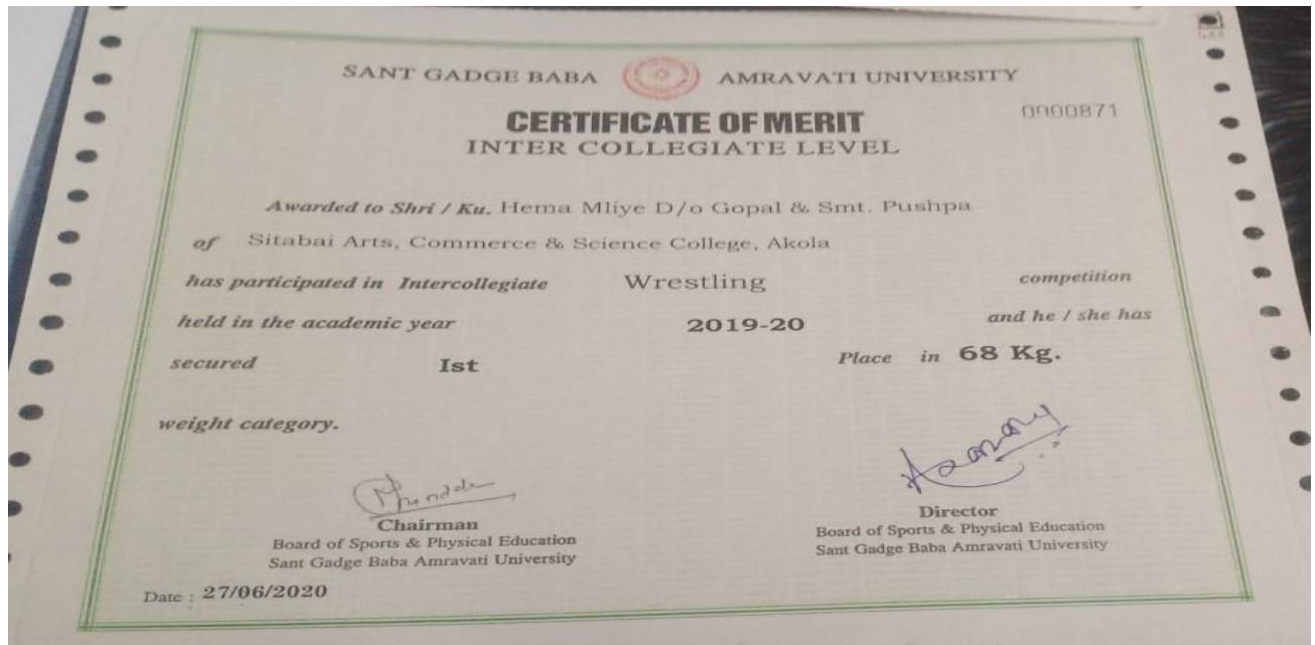 SANT GADGE BABA AMRAVATI UNIVERSITY
CERTIFICATE OF MERIT
0000871
INTER COLLEGIATE LEVEL
Awarded to Shri / Ku. Hema Mliye D/o Gopal & Smt. Pushpa
of Sitabai Arts, Commerce & Science College, Akola
has participated in Intercollegiate Wrestling competition
held in the academic year 2019-20 and he / she has
secured Ist Place in 68 Kg.
weight category.
Chairman
Board of Sports & Physical Education
Sant Gadge Baba Amravati University
Director
Board of Sports & Physical Education
Sant Gadge Baba Amravati University
Date : 27/06/2020